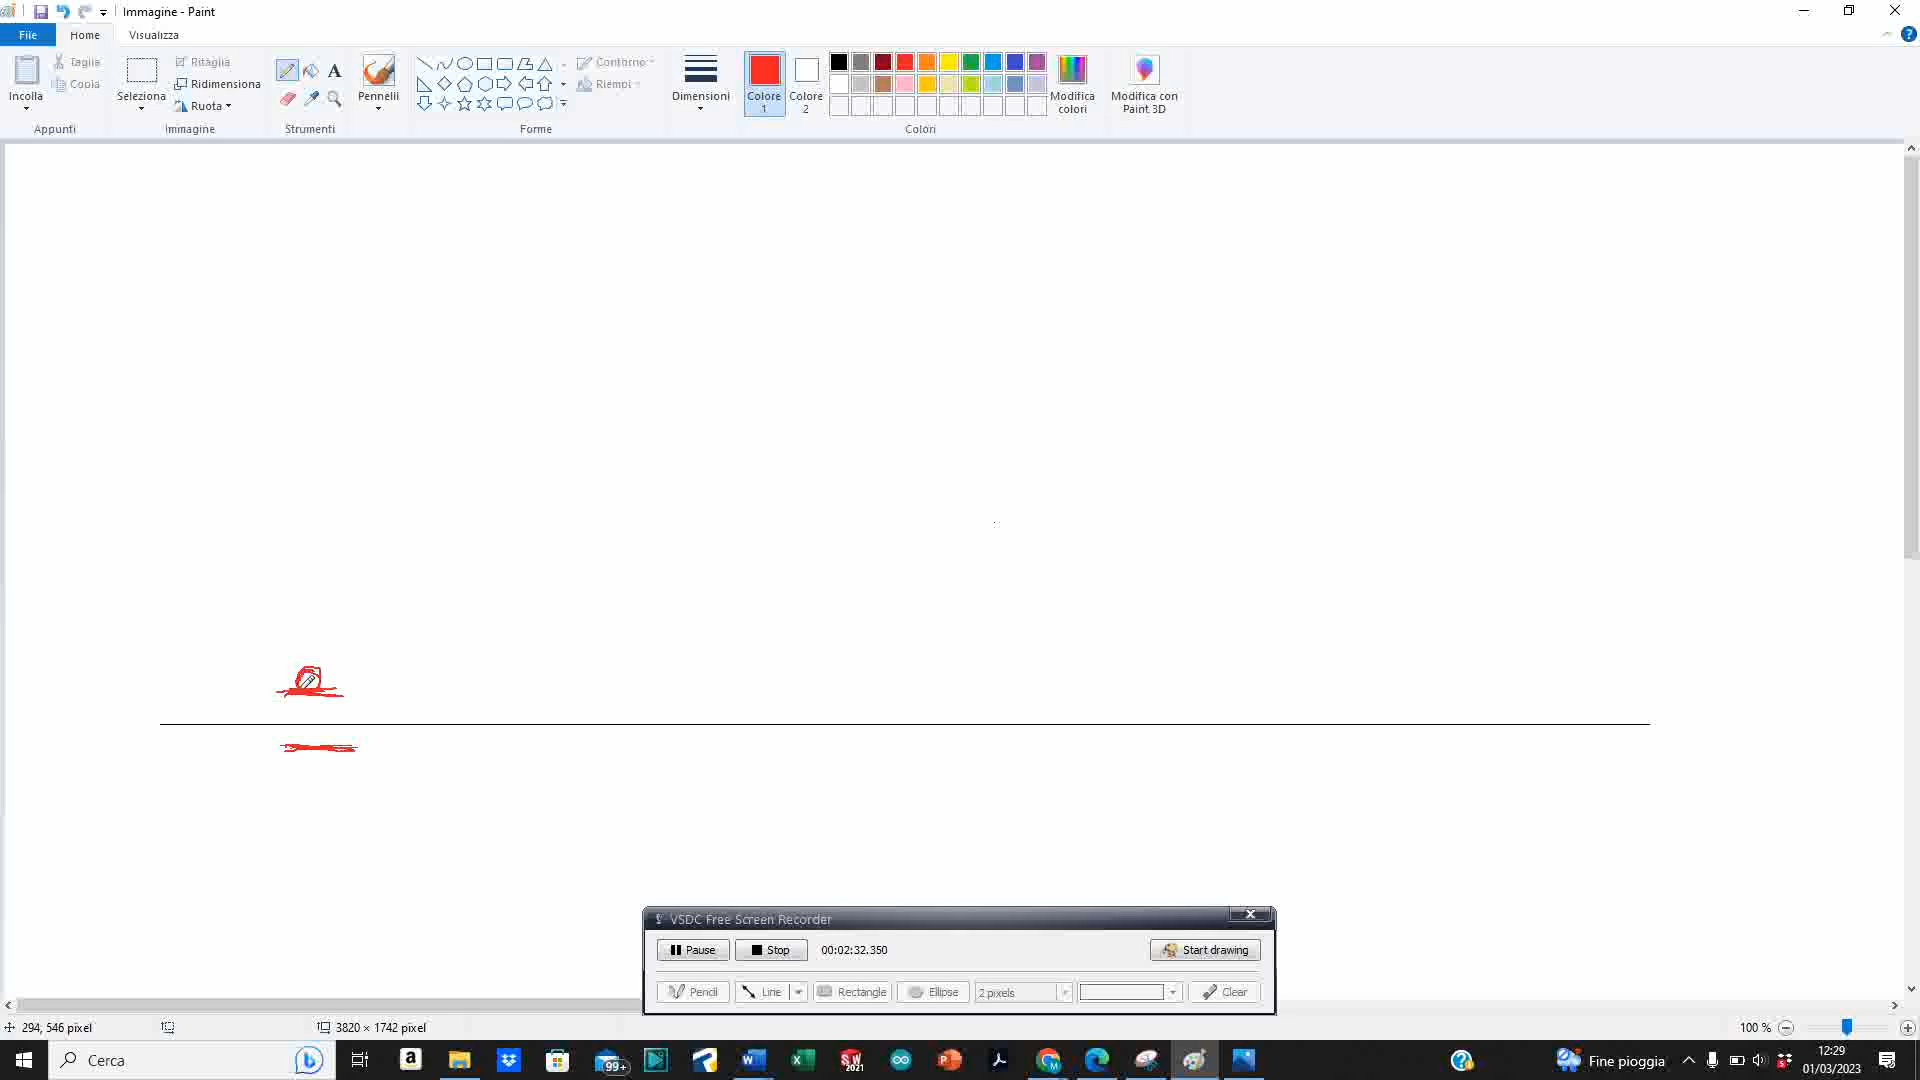 Immagine - Paint
File Home Visualizza
Incolla
Taglia
Copia
Appunti
Seleziona
Ritaglia
Ridimensiona
Ruota
Immagine
A
Strumenti
Pennelli
Contorno
Riempi
Forme
Dimensioni
Colore
1
Colore
2
Modifica
colori
Colori
Modifica con
Paint 3D
VSDC Free Screen Recorder
Pause Stop 00:02:32.350 Start drawing
Pencil Line Rectangle Ellipse 2 pixels Clear
294, 546 pixel 3820 × 1742 pixel 100 %
Cerca 99+ Fine pioggia 12:29
01/03/2023